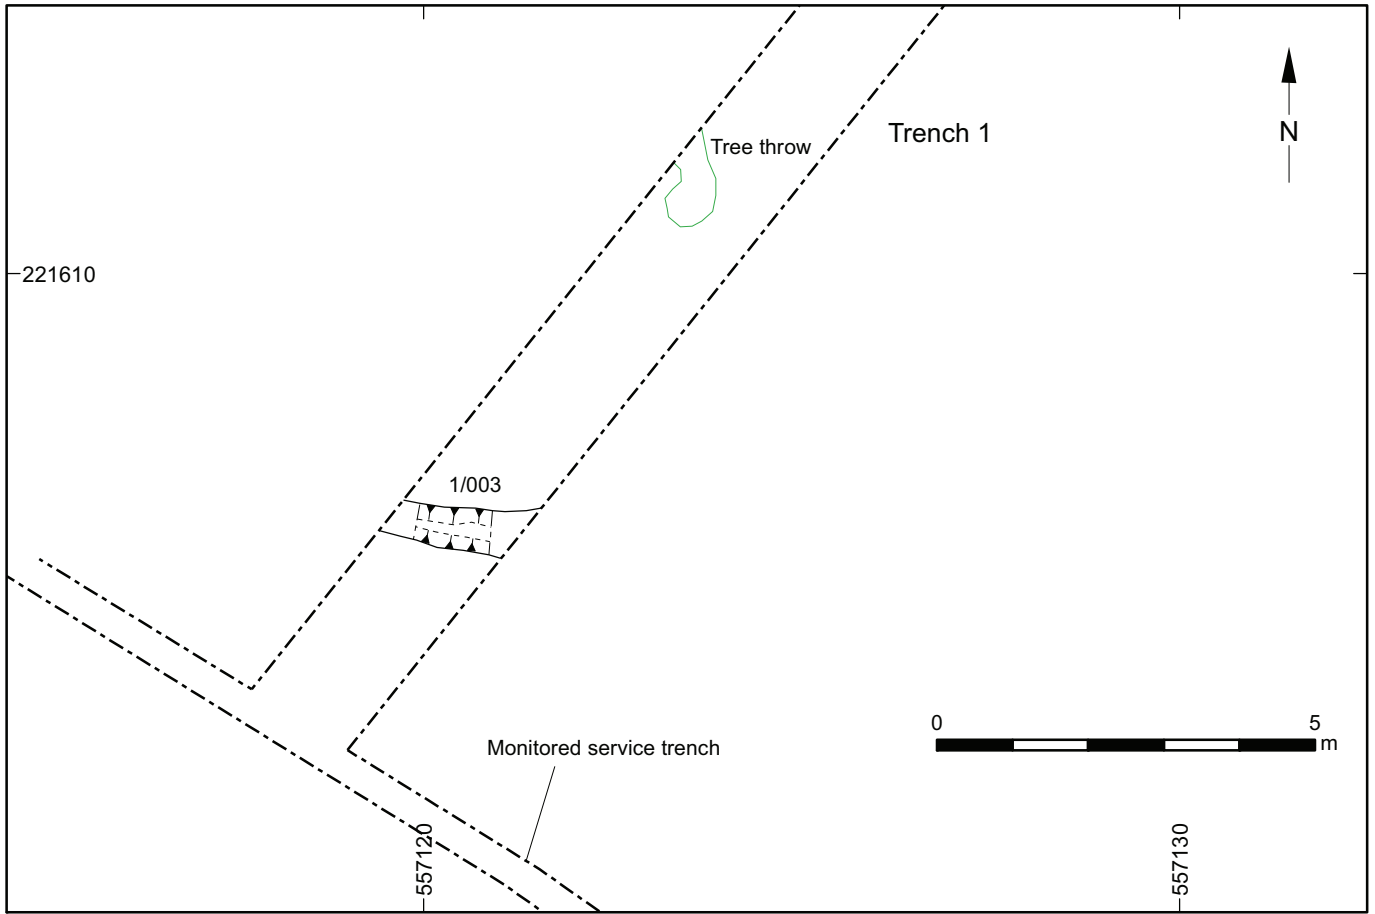 Trench 1
N
Tree throw
221610
1/003
0
5
m
Monitored service trench
557120
557130